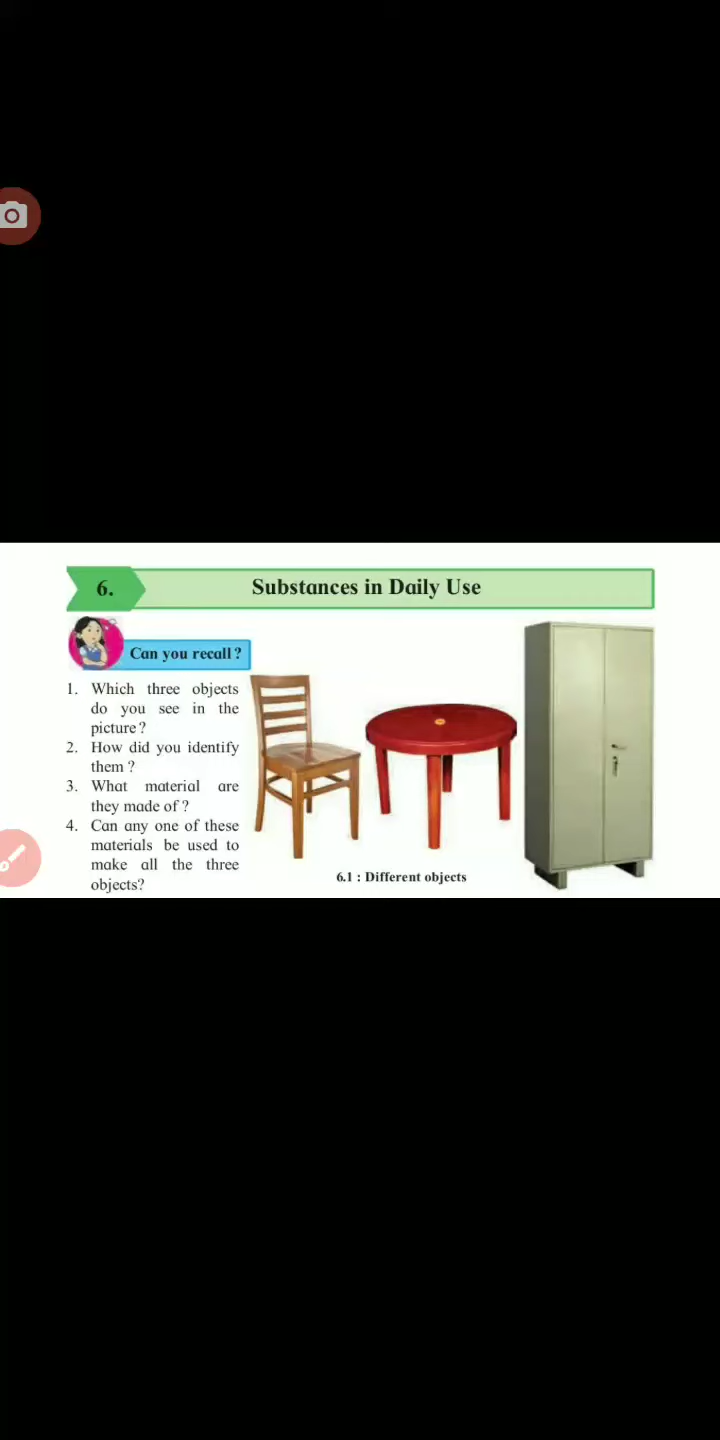 6.
Substances in Daily Use
Can you recall ?
1. Which three objects
do you see in the
picture ?
2. How did you identify
them ?
3. What material are
they made of ?
4. Can any one of these
materials be used to
make all the three
objects?
6.1 : Different objects